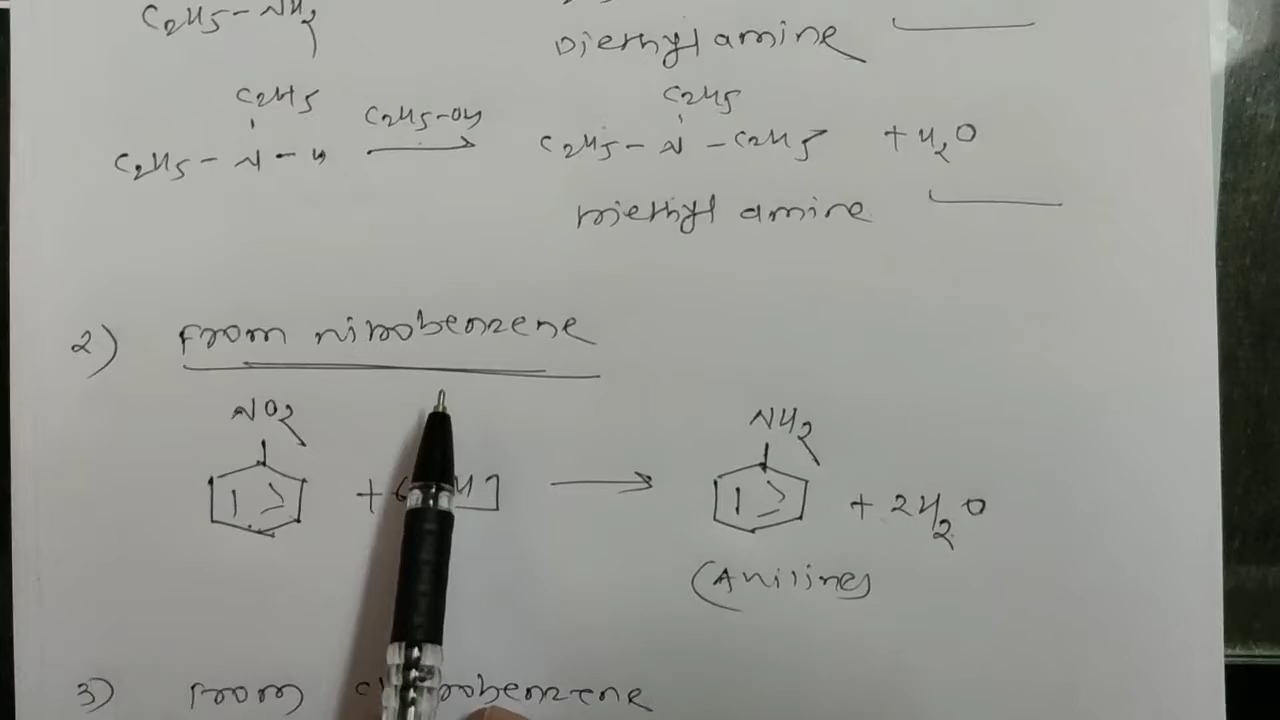 C2H5 - NH2
Diethyl amine
C2H5 C2H5-OH C2H5
C2H5 - N - H → C2H5 - N - C2H5 + H2O
Triethyl amine
2) From nitrobenzene
NO2 NH2
+ H] → + 2H2O
(Aniline)
3) From